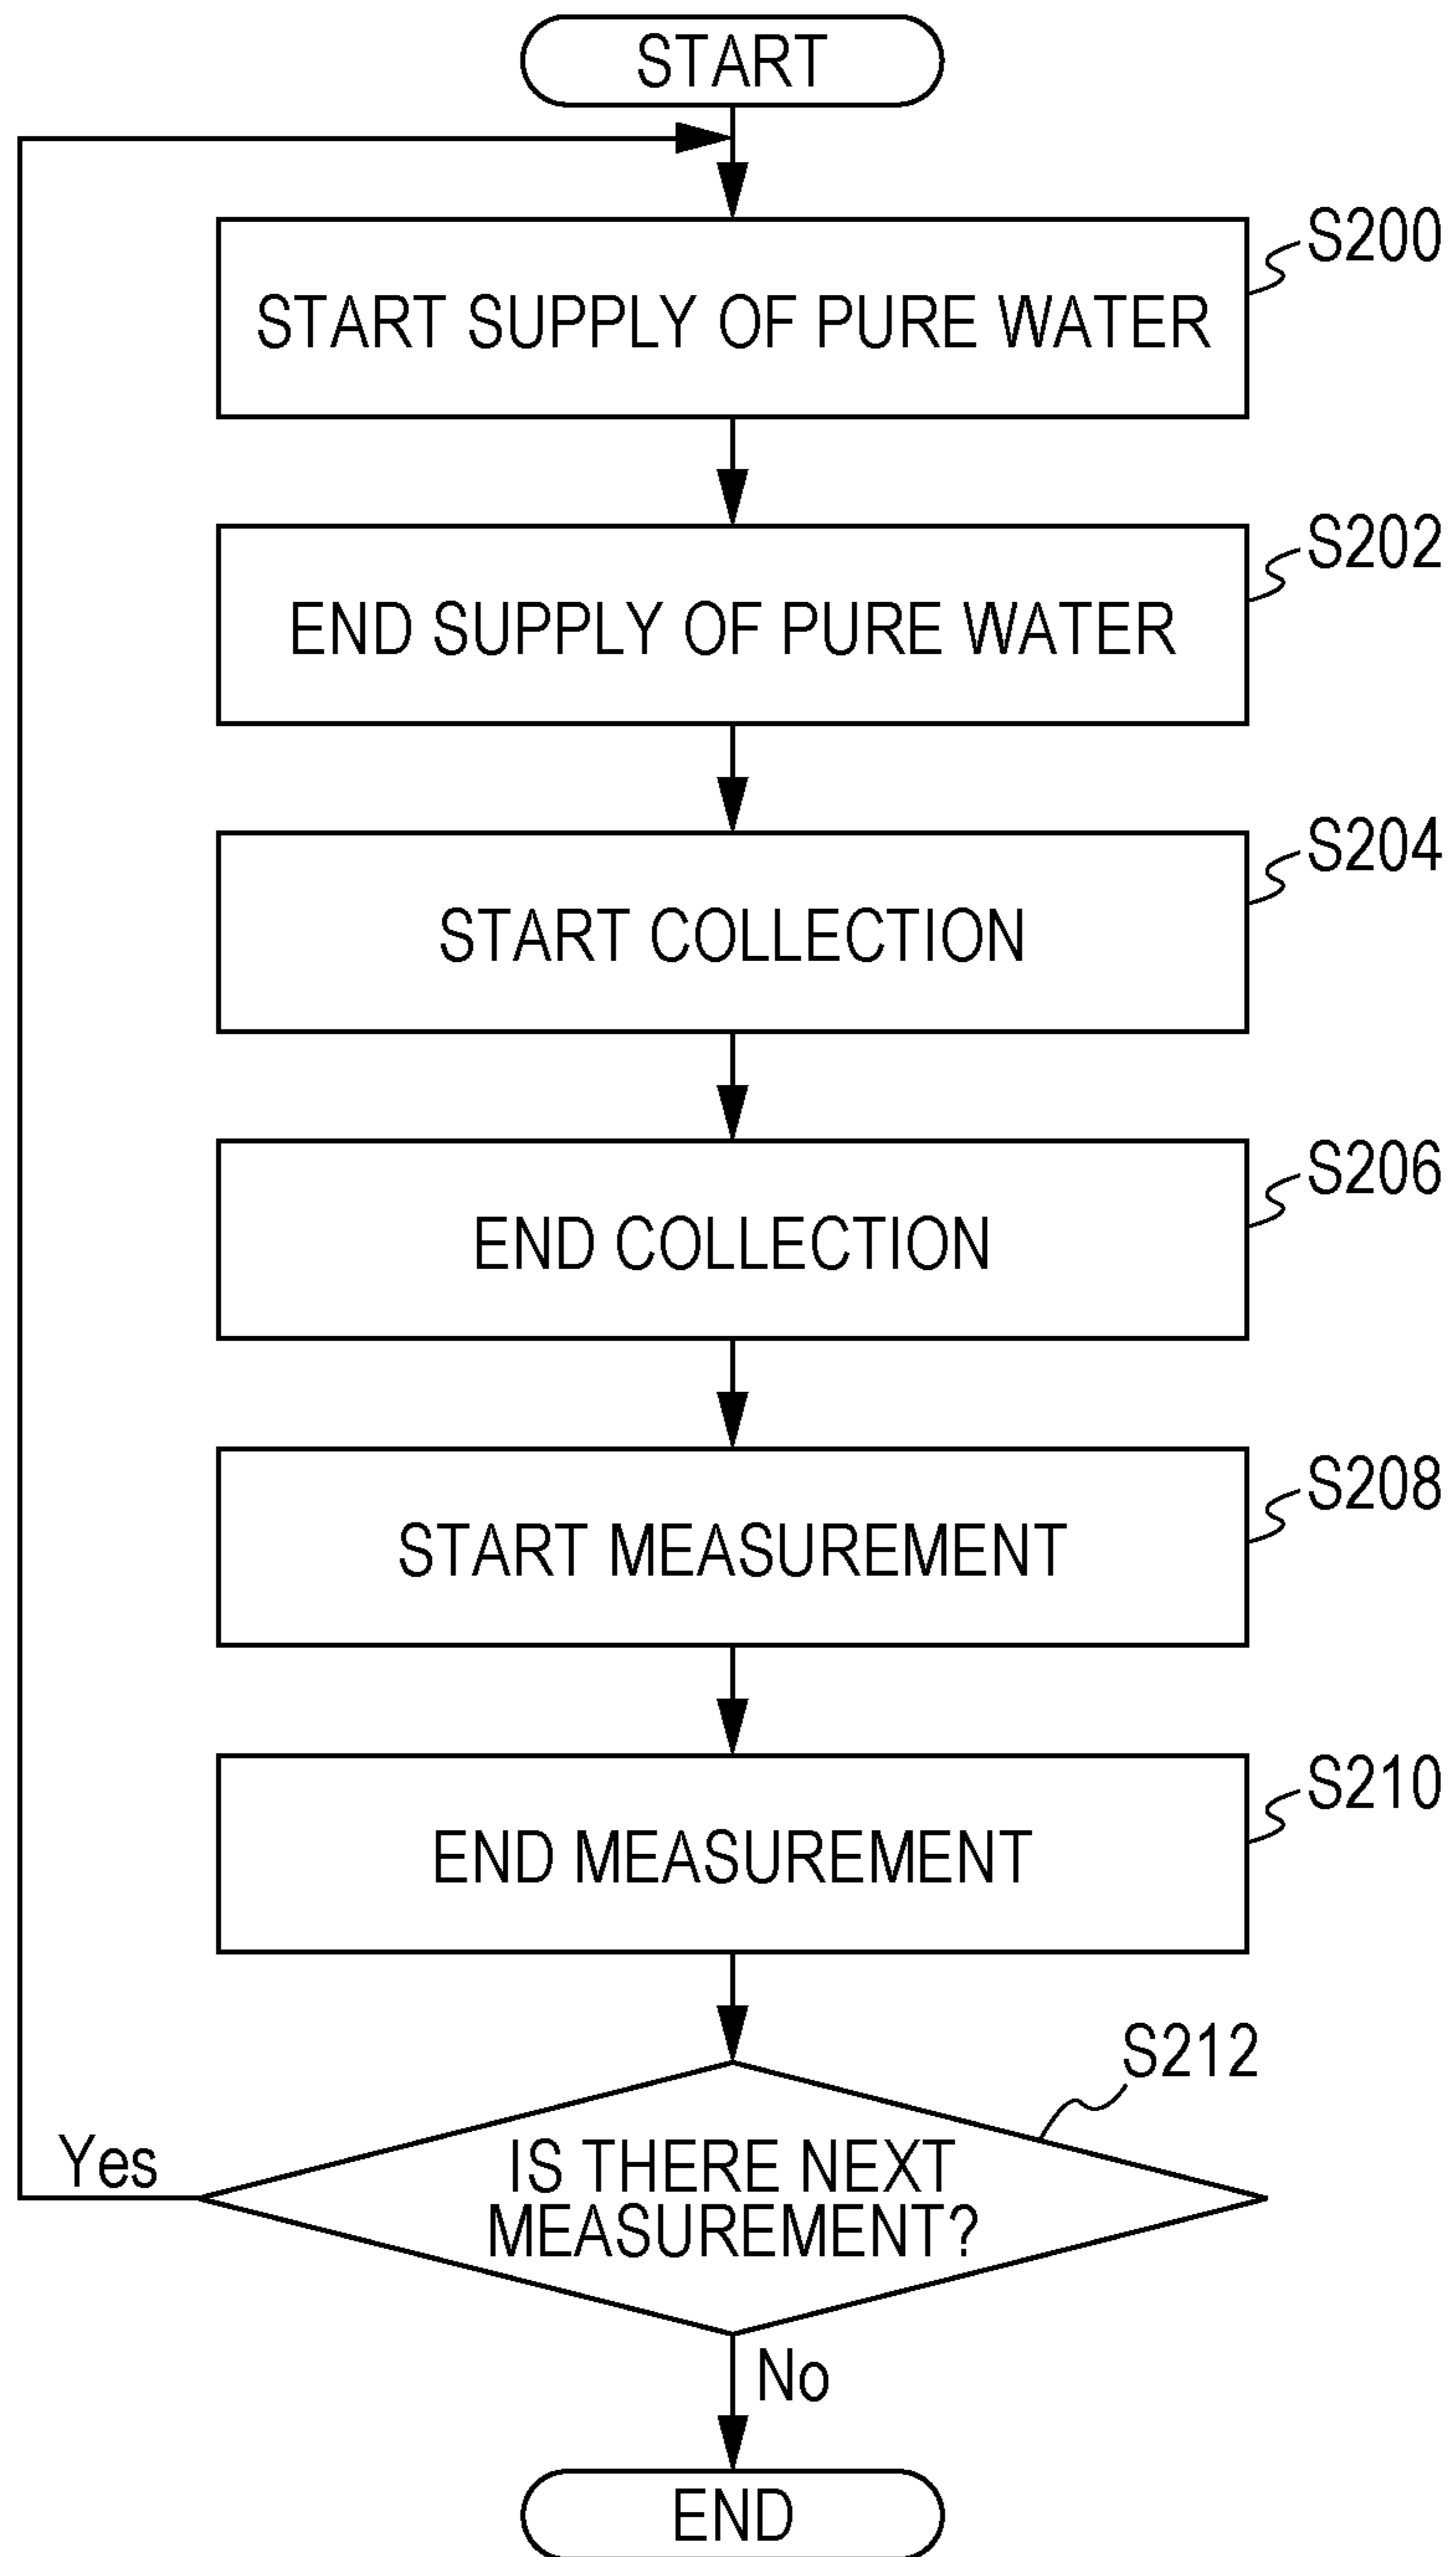 START
S200
START SUPPLY OF PURE WATER
S202
END SUPPLY OF PURE WATER
S204
START COLLECTION
S206
END COLLECTION
S208
START MEASUREMENT
S210
END MEASUREMENT
S212
IS THERE NEXT
MEASUREMENT?
Yes
No
END